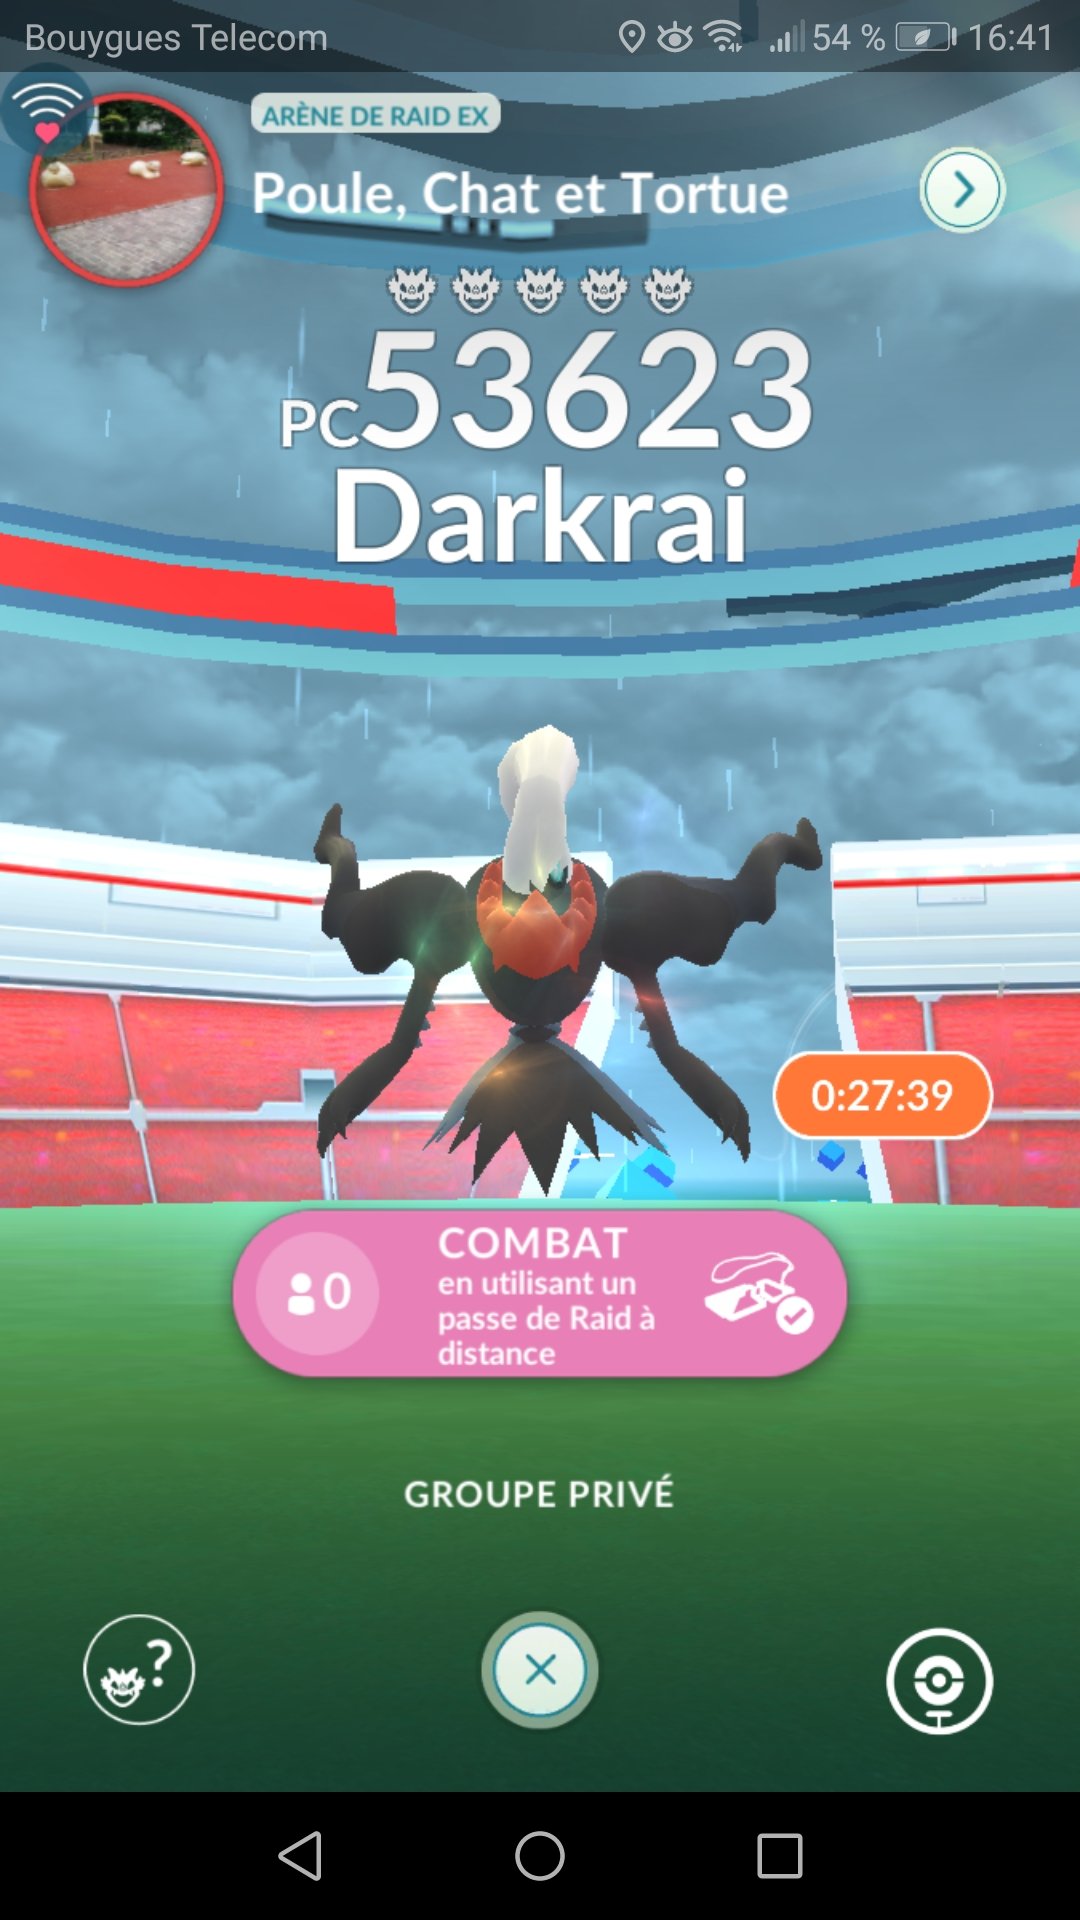 Bouygues Telecom 54 % 16:41
ARÈNE DE RAID EX
Poule, Chat et Tortue
PC53623
Darkrai
0:27:39
0
COMBAT
en utilisant un
passe de Raid à
distance
GROUPE PRIVÉ
?